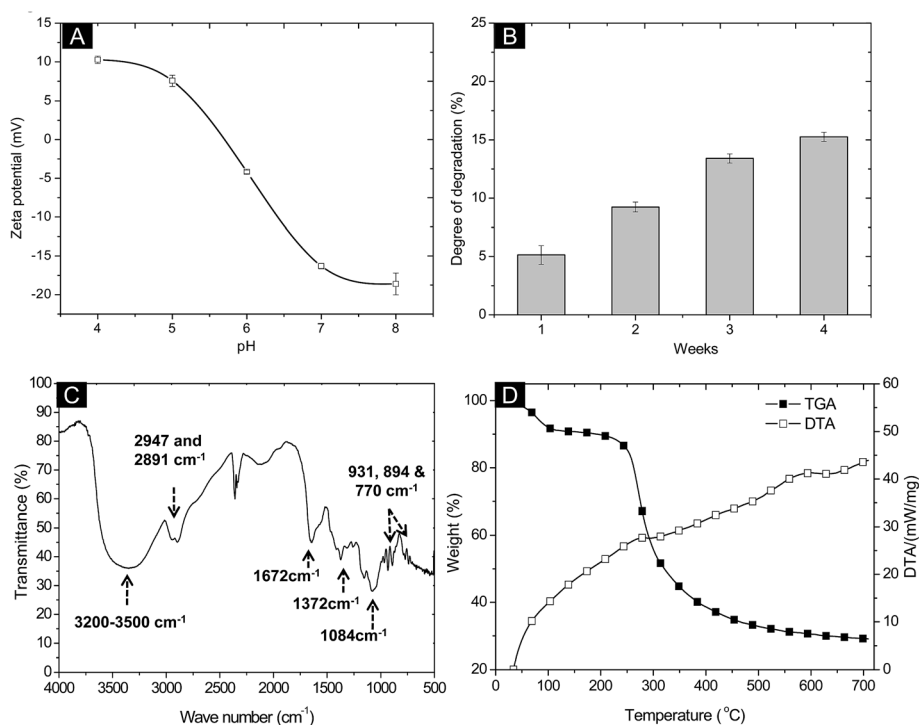 A
Zeta potential (mV)
15
10
5
0
-5
-10
-15
-20
4 5 6 7 8
pH
B
Degree of degradation (%)
25
20
15
10
5
0
1 2 3 4
Weeks
C
Transmittance (%)
100
90
80
70
60
50
40
30
20
10
0
2947 and
2891 cm⁻¹
931, 894 &
770 cm⁻¹
3200-3500 cm⁻¹
1672cm⁻¹
1372cm⁻¹
1084cm⁻¹
4000 3500 3000 2500 2000 1500 1000 500
Wave number (cm⁻¹)
D
Weight (%)
100
80
60
40
20
TGA
DTA
60
50
40
30
20
10
0
DTA/(mW/mg)
0 100 200 300 400 500 600 700
Temperature (°C)